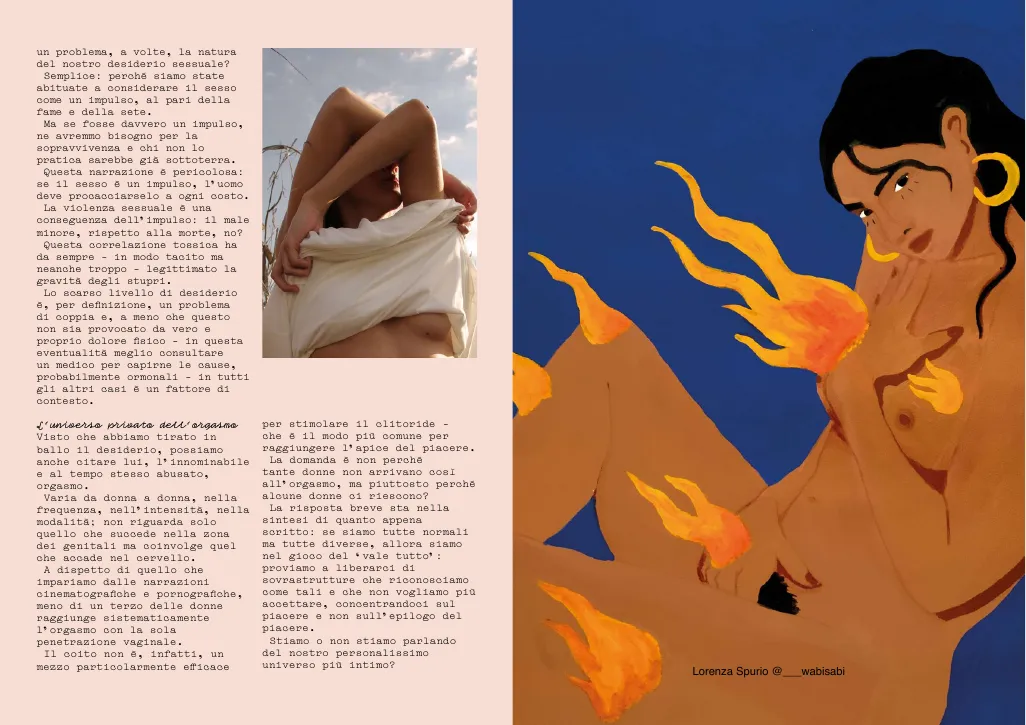 un problema, a volte, la natura
del nostro desiderio sessuale?
Semplice: perchē siamo state
abituate a considerare il sesso
come un impulso, al pari della
fame e della sete.
Ma se fosse davvero un impulso,
ne avremmo bisogno per la
sopravvivenza e chi non lo
pratica sarebbe giā sottoterra.
Questa narrazione ē pericolosa:
se il sesso ē un impulso, l'uomo
deve procacciarselo a ogni costo.
La violenza sessuale ē una
conseguenza dell'impulso: il male
minore, rispetto alla morte, no?
Questa correlazione tossica ha
da sempre - in modo tacito ma
neanche troppo - legittimato la
gravitā degli stupri.
Lo scarso livello di desiderio
ē, per definizione, un problema
di coppia e, a meno che questo
non sia provocato da vero e
proprio dolore fisico - in questa
eventualitā meglio consultare
un medico per capirne le cause,
probabilmente ormonali - in tutti
gli altri casi ē un fattore di
contesto.
L'universo privato dell'orgasmo
Visto che abbiamo tirato in
ballo il desiderio, possiamo
anche citare lui, l'innominabile
e al tempo stesso abusato,
orgasmo.
Varia da donna a donna, nella
frequenza, nell'intensitā, nella
modalitā; non riguarda solo
quello che succede nella zona
dei genitali ma coinvolge quel
che accade nel cervello.
A dispetto di quello che
impariamo dalle narrazioni
cinematografiche e pornografiche,
meno di un terzo delle donne
raggiunge sistematicamente
l'orgasmo con la sola
penetrazione vaginale.
Il coito non ē, infatti, un
mezzo particolarmente efficace
per stimolare il clitoride -
che ē il modo piū comune per
raggiungere l'apice del piacere.
La domanda ē non perchē
tante donne non arrivano cosī
all'orgasmo, ma piuttosto perchē
alcune donne ci riescono?
La risposta breve sta nella
sintesi di quanto appena
scritto: se siamo tutte normali
ma tutte diverse, allora siamo
nel gioco del 'vale tutto':
proviamo a liberarci di
sovrastrutture che riconosciamo
come tali e che non vogliamo piū
accettare, concentrandoci sul
piacere e non sull'epilogo del
piacere.
Stiamo o non stiamo parlando
del nostro personalissimo
universo piū intimo?
Lorenza Spurio @___wabisabi